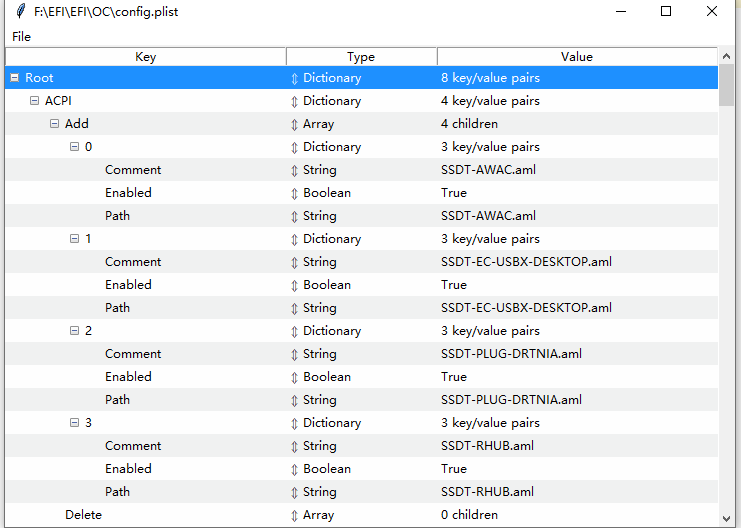 F:\EFI\EFI\OC\config.plist
File
Key Type Value
Root Dictionary 8 key/value pairs
ACPI Dictionary 4 key/value pairs
Add Array 4 children
0 Dictionary 3 key/value pairs
Comment String SSDT-AWAC.aml
Enabled Boolean True
Path String SSDT-AWAC.aml
1 Dictionary 3 key/value pairs
Comment String SSDT-EC-USBX-DESKTOP.aml
Enabled Boolean True
Path String SSDT-EC-USBX-DESKTOP.aml
2 Dictionary 3 key/value pairs
Comment String SSDT-PLUG-DRTNIA.aml
Enabled Boolean True
Path String SSDT-PLUG-DRTNIA.aml
3 Dictionary 3 key/value pairs
Comment String SSDT-RHUB.aml
Enabled Boolean True
Path String SSDT-RHUB.aml
Delete Array 0 children